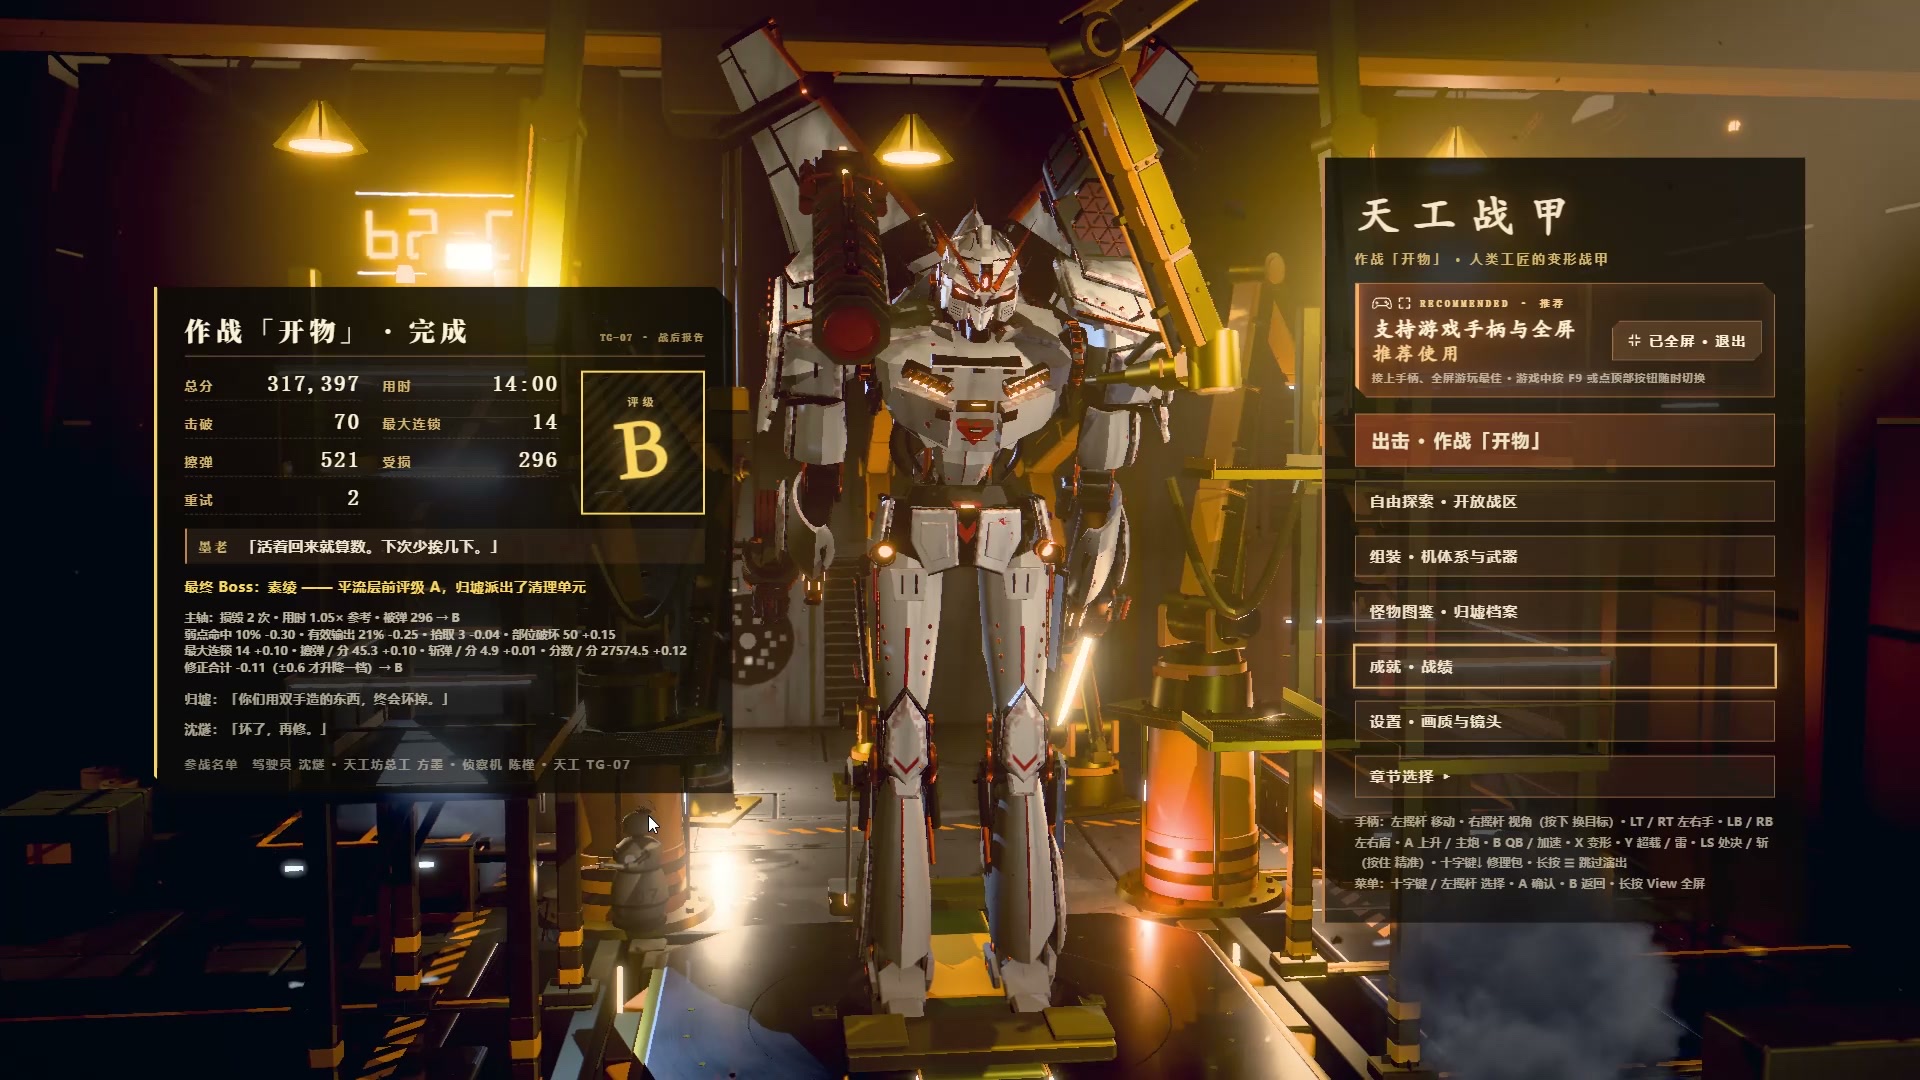 作战「开物」 · 完成
TG-07 - 战后报告
总分 317,397 用时 14:00
击破 70 最大连锁 14
擦弹 521 受损 296
重试 2
评级
B
墨老 「活着回来就算数。下次少挨几下。」
最终 Boss：素绫 —— 平流层前评级 A，归墟派出了清理单元
主轴：损毁 2 次 • 用时 1.05× 参考 • 被弹 296 → B
弱点命中 10% -0.30 • 有效输出 21% -0.25 • 拾取 3 -0.04 • 部位破坏 50 +0.15
最大连锁 14 +0.10 • 擦弹 / 分 45.3 +0.10 • 斩弹 / 分 4.9 +0.01 • 分数 / 分 27574.5 +0.12
修正合计 -0.11（±0.6 才升降一档）→ B
归墟：「你们用双手造的东西，终会坏掉。」
沈燧：「坏了，再修。」
参战名单 驾驶员 沈燧 • 天工坊总工 方墨 • 侦察机 陈槿 • 天工 TG-07
天工战甲
作战「开物」 • 人类工匠的变形战甲
RECOMMENDED - 推荐
支持游戏手柄与全屏
推荐使用
已全屏 • 退出
接上手柄、全屏游玩最佳 • 游戏中按 F9 或点顶部按钮随时切换
出击 • 作战「开物」
自由探索 • 开放战区
组装 • 机体系与武器
怪物图鉴 • 归墟档案
成就 • 战绩
设置 • 画质与镜头
章节选择 ▸
手柄：左摇杆 移动 • 右摇杆 视角（按下 换目标）• LT / RT 左右手 • LB / RB
左右肩 • A 上升 / 主炮 • B QB / 加速 • X 变形 • Y 超载 / 雷 • LS 处决 / 斩
（按住 精准）• 十字键↓ 修理包 • 长按 ☰ 跳过演出
菜单：十字键 / 左摇杆 选择 • A 确认 • B 返回 • 长按 View 全屏